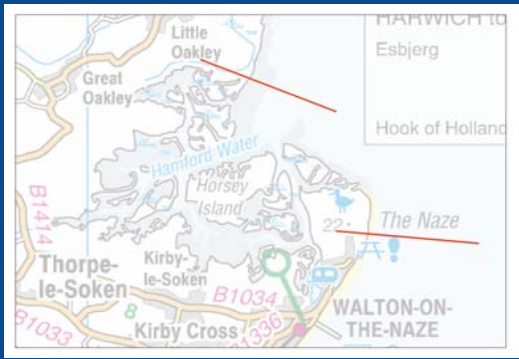 HARWICH to
Esbjerg
Hook of Holland
Little
Oakley
Great
Oakley
Hamford Water
Horsey
Island
B1414
22
The Naze
Thorpe-
le-Soken
Kirby-
le-Soken
B1034
WALTON-ON-
THE-NAZE
8
B1033
Kirby Cross
B1336